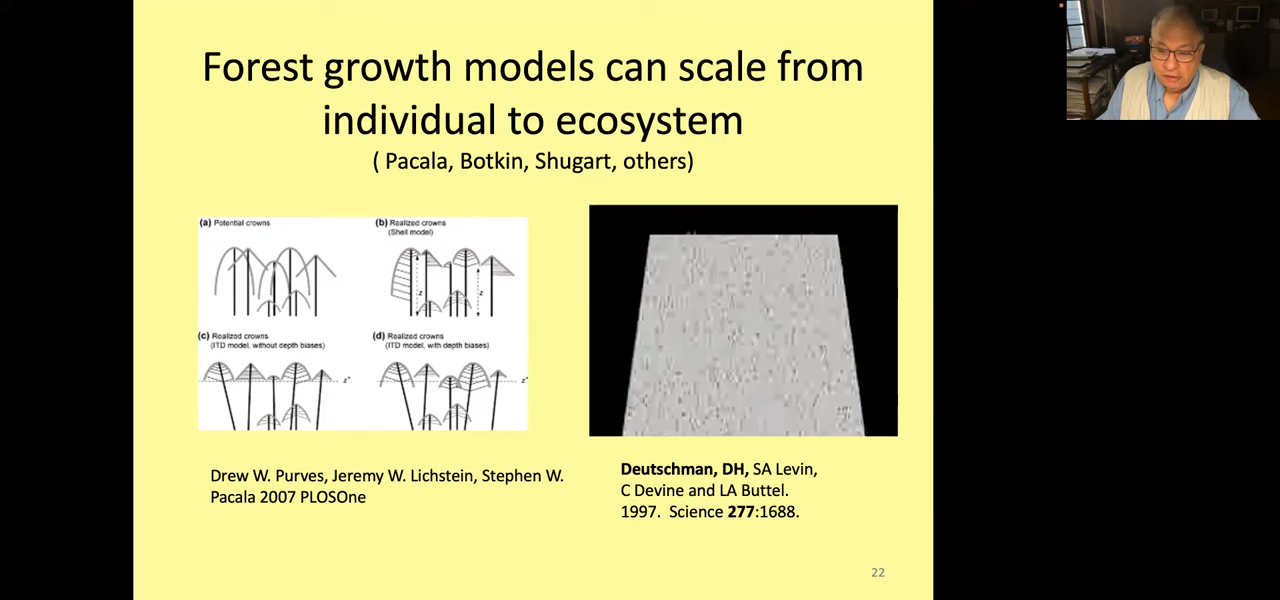 Forest growth models can scale from
individual to ecosystem
( Pacala, Botkin, Shugart, others)
(a) Potential crowns
(b) Realized crowns
(Shell model)
z
z
(c) Realized crowns
(ITD model, without depth biases)
z*
(d) Realized crowns
(ITD model, with depth biases)
z*
Drew W. Purves, Jeremy W. Lichstein, Stephen W.
Pacala 2007 PLOSOne
Deutschman, DH, SA Levin,
C Devine and LA Buttel.
1997. Science 277:1688.
22